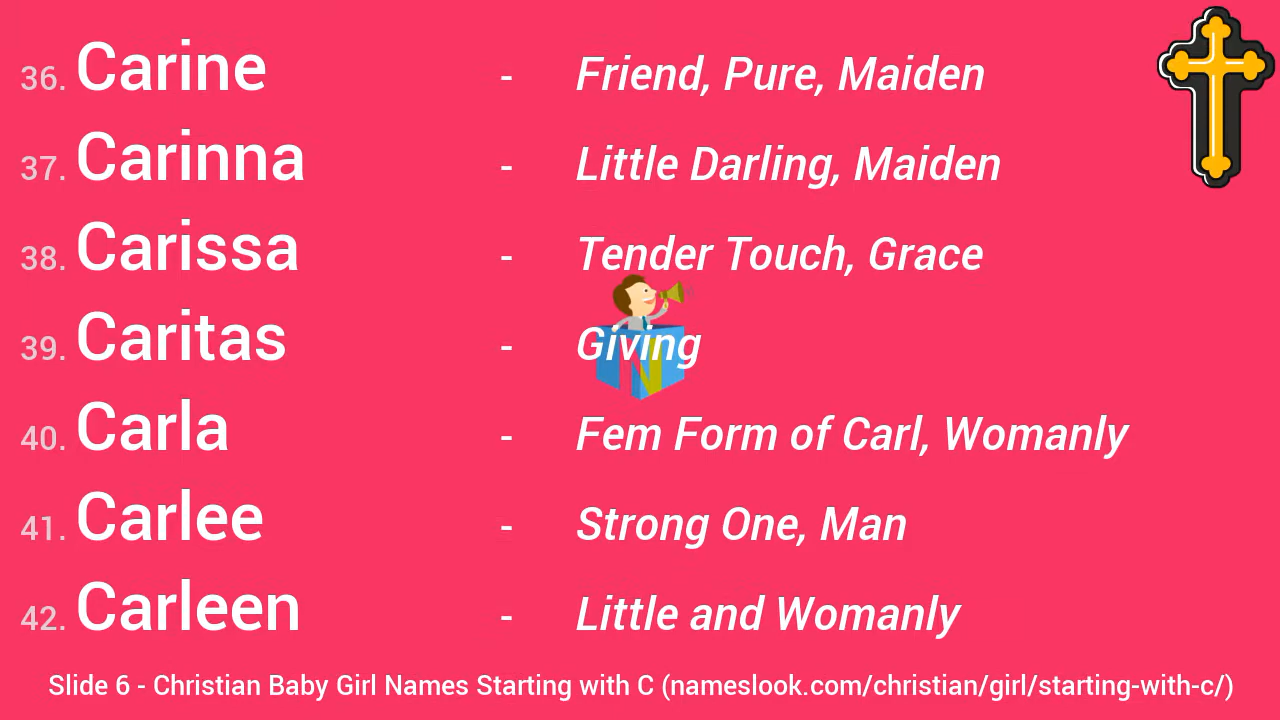 36. Carine - Friend, Pure, Maiden
37. Carinna - Little Darling, Maiden
38. Carissa - Tender Touch, Grace
39. Caritas - Giving
40. Carla - Fem Form of Carl, Womanly
41. Carlee - Strong One, Man
42. Carleen - Little and Womanly
Slide 6 - Christian Baby Girl Names Starting with C (nameslook.com/christian/girl/starting-with-c/)